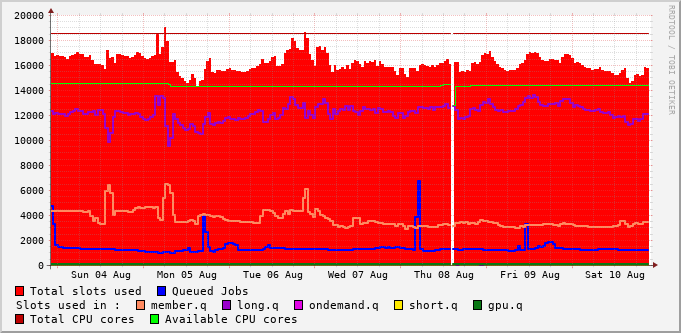 20000
18000
16000
14000
12000
10000
8000
6000
4000
2000
0
Sun 04 Aug Mon 05 Aug Tue 06 Aug Wed 07 Aug Thu 08 Aug Fri 09 Aug Sat 10 Aug
Total slots used Queued Jobs
Slots used in : member.q long.q ondemand.q short.q gpu.q
Total CPU cores Available CPU cores
RRDTOOL / TOBI OETIKER